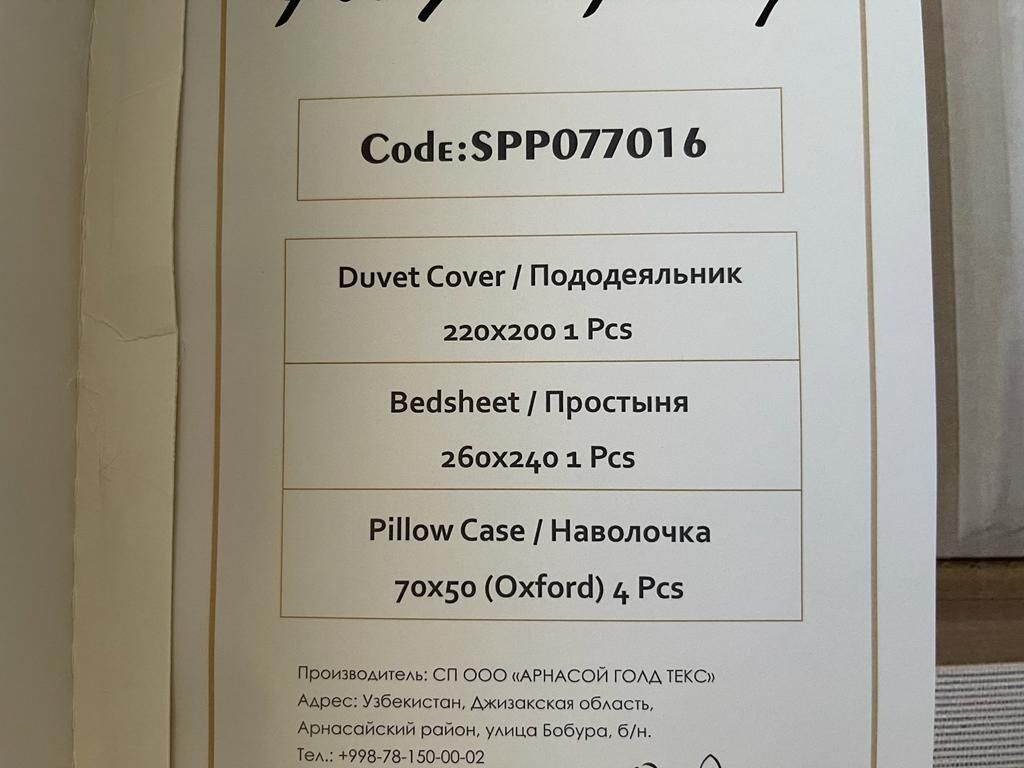 Code:SPP077016
Duvet Cover / Пододеяльник
220x200 1 Pcs
Bedsheet / Простыня
260x240 1 Pcs
Pillow Case / Наволочка
70x50 (Oxford) 4 Pcs
Производитель: СП ООО «АРНАСОЙ ГОЛД ТЕКС»
Адрес: Узбекистан, Джизакская область,
Арнасайский район, улица Бобура, б/н.
Тел.: +998-78-150-00-02